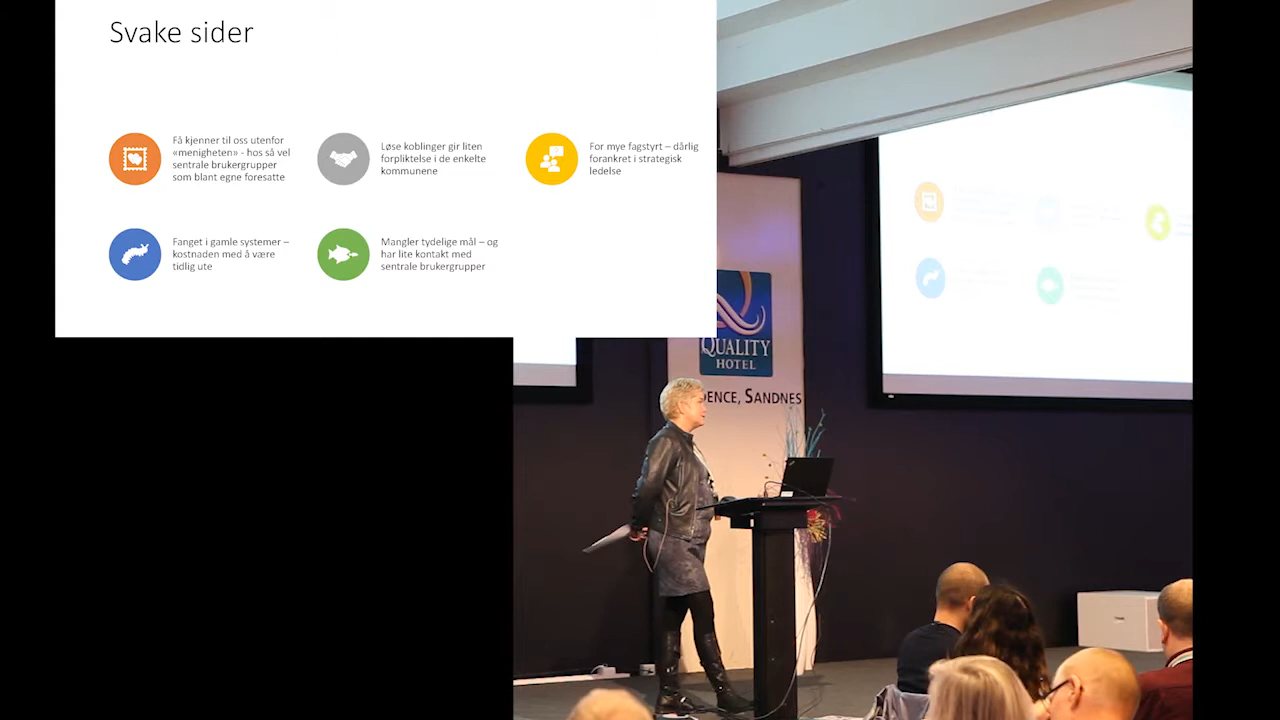 Svake sider
Få kjenner til oss utenfor
«menigheten» - hos så vel
sentrale brukergrupper
som blant egne foresatte
Løse koblinger gir liten
forpliktelse i de enkelte
kommunene
For mye fagstyrt – dårlig
forankret i strategisk
ledelse
Fanget i gamle systemer –
kostnaden med å være
tidlig ute
Mangler tydelige mål – og
har lite kontakt med
sentrale brukergrupper
QUALITY
HOTEL
DENCE, SANDNES